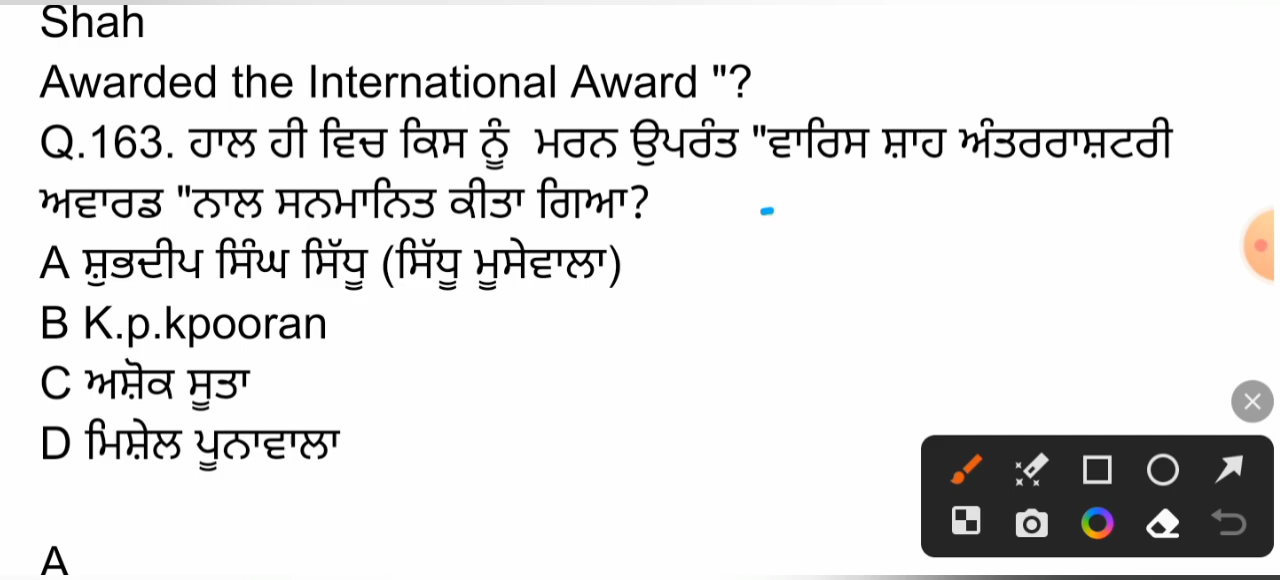 Shah
Awarded the International Award "?
Q.163. ਹਾਲ ਹੀ ਵਿਚ ਕਿਸ ਨੂੰ ਮਰਨ ਉਪਰੰਤ "ਵਾਰਿਸ ਸ਼ਾਹ ਅੰਤਰਰਾਸ਼ਟਰੀ
ਅਵਾਰਡ "ਨਾਲ ਸਨਮਾਨਿਤ ਕੀਤਾ ਗਿਆ?
A ਸ਼ੁਭਦੀਪ ਸਿੰਘ ਸਿੱਧੂ (ਸਿੱਧੂ ਮੂਸੇਵਾਲਾ)
B K.p.kpooran
C ਅਸ਼ੋਕ ਸੂਤਾ
D ਮਿਸ਼ੇਲ ਪੂਨਾਵਾਲਾ
A